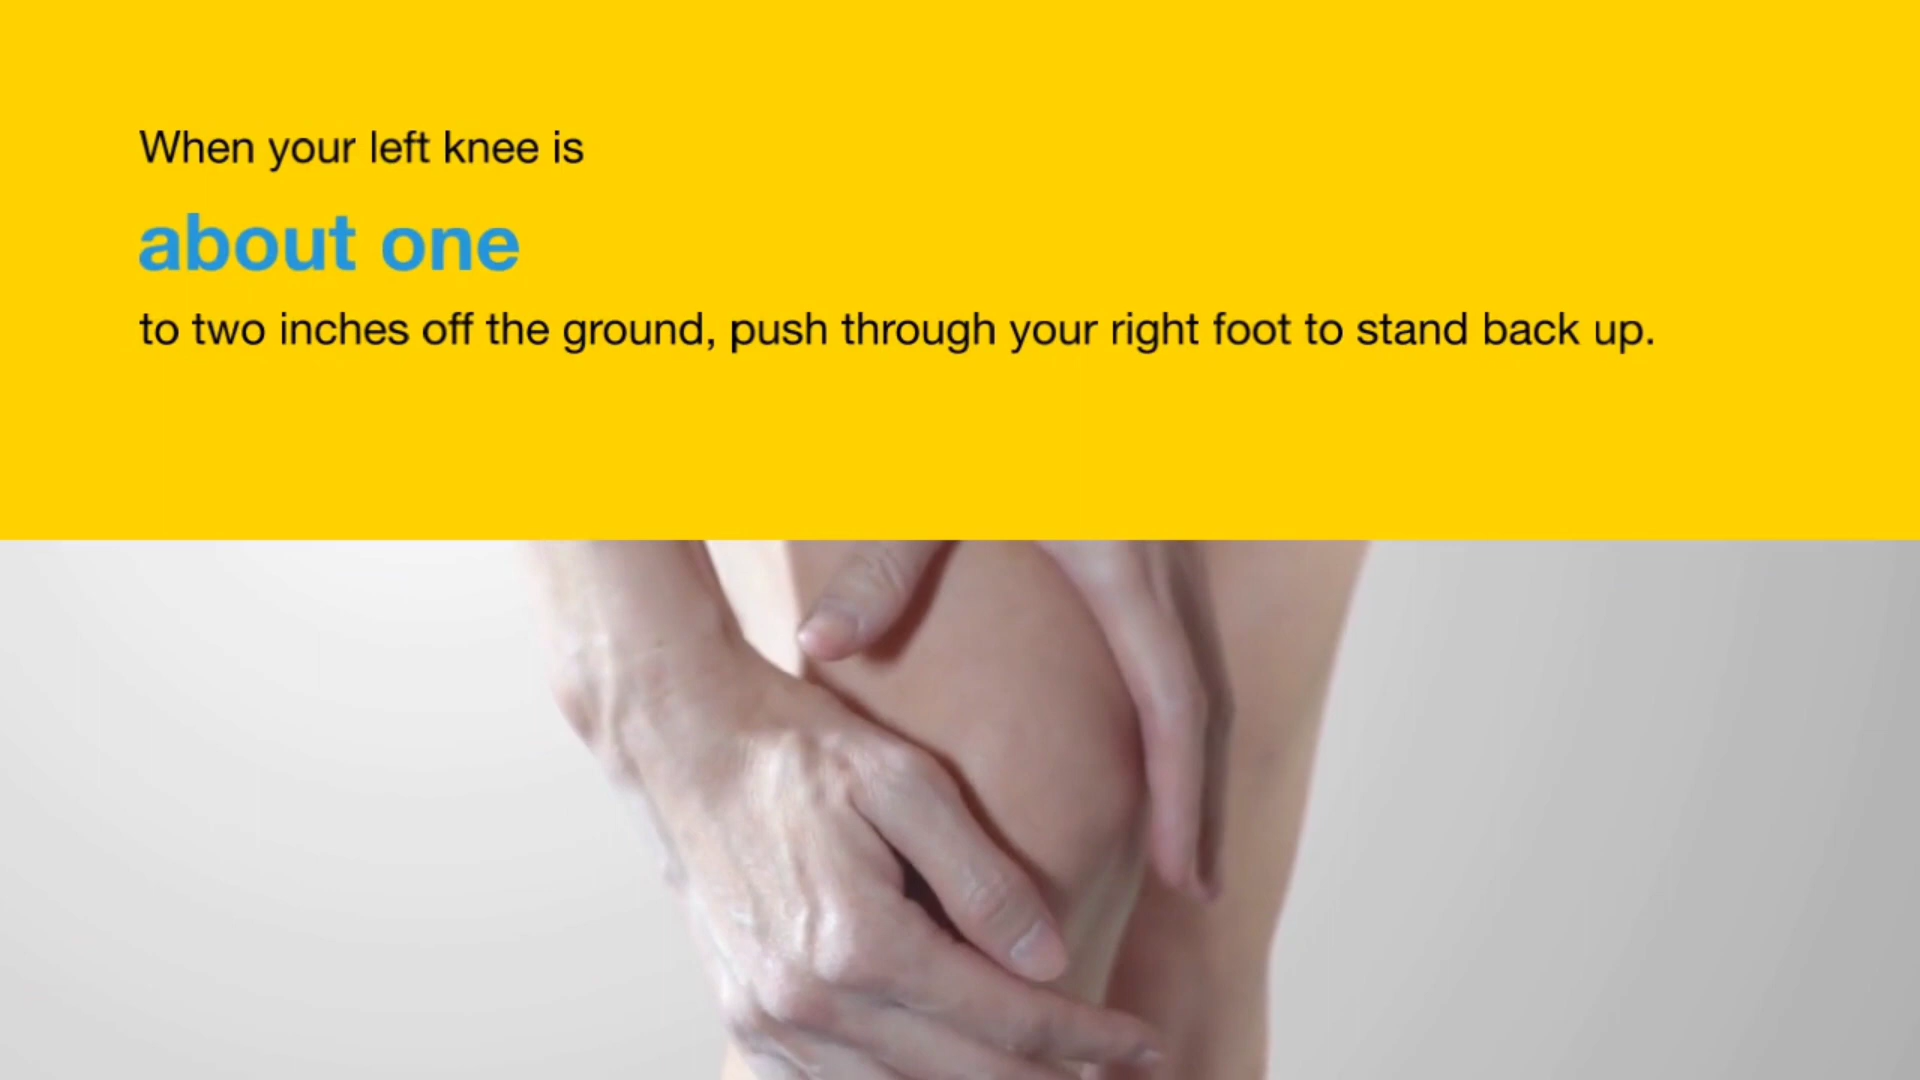 When your left knee is
about one
to two inches off the ground, push through your right foot to stand back up.